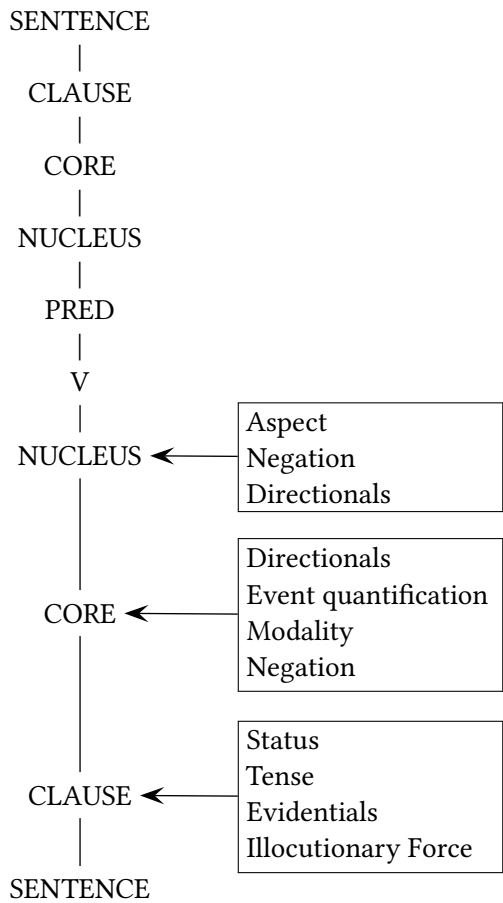 SENTENCE
CLAUSE
CORE
NUCLEUS
PRED
V
NUCLEUS
Aspect
Negation
Directionals
CORE
Directionals
Event quantification
Modality
Negation
CLAUSE
Status
Tense
Evidentials
Illocutionary Force
SENTENCE